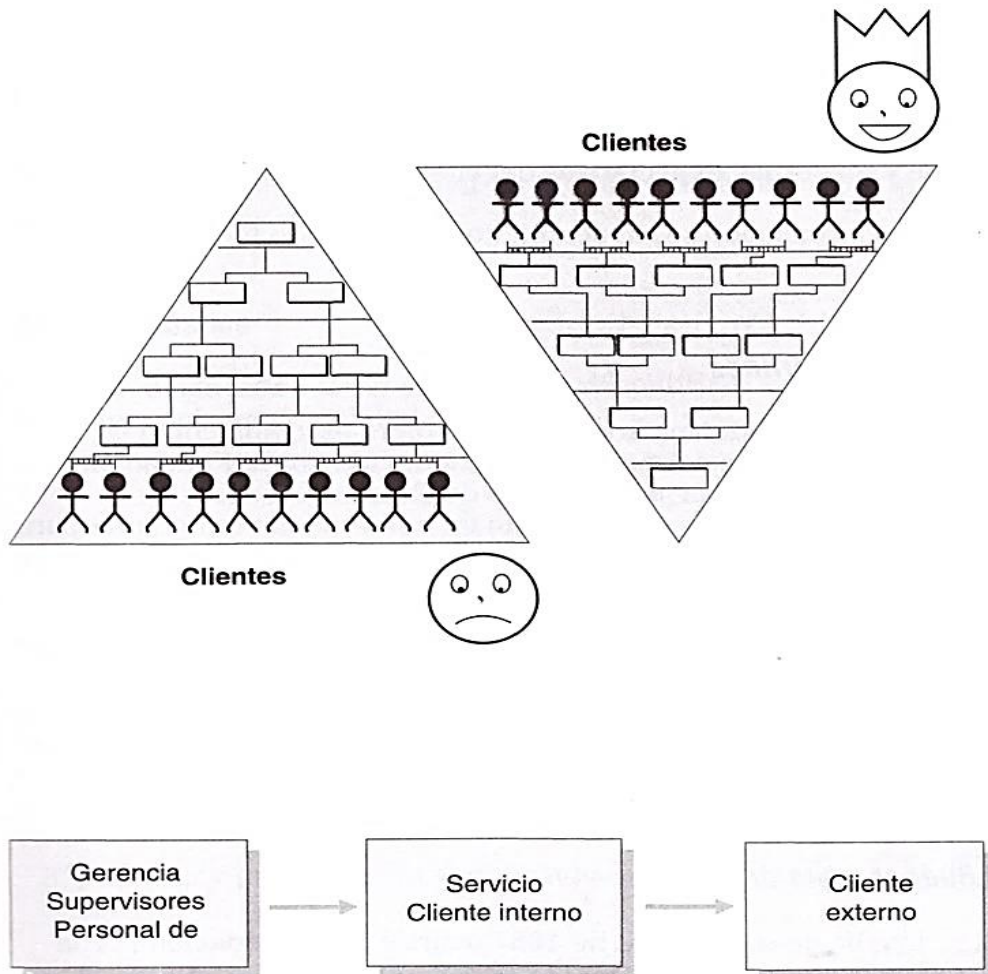 Clientes
Clientes
Gerencia
Supervisores
Personal de
Servicio
Cliente interno
Cliente
externo